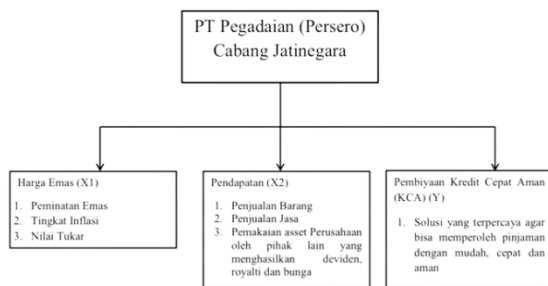 PT Pegadaian (Persero)
Cabang Jatinegara
Harga Emas (X1)
1. Peminatan Emas
2. Tingkat Inflasi
3. Nilai Tukar
Pendapatan (X2)
1. Penjualan Barang
2. Penjualan Jasa
3. Pemakaian asset Perusahaan
oleh pihak lain yang
menghasilkan deviden,
royalti dan bunga
Pembiyaan Kredit Cepat Aman
(KCA) (Y)
1. Solusi yang terpercaya agar
bisa memperoleh pinjaman
dengan mudah, cepat dan
aman